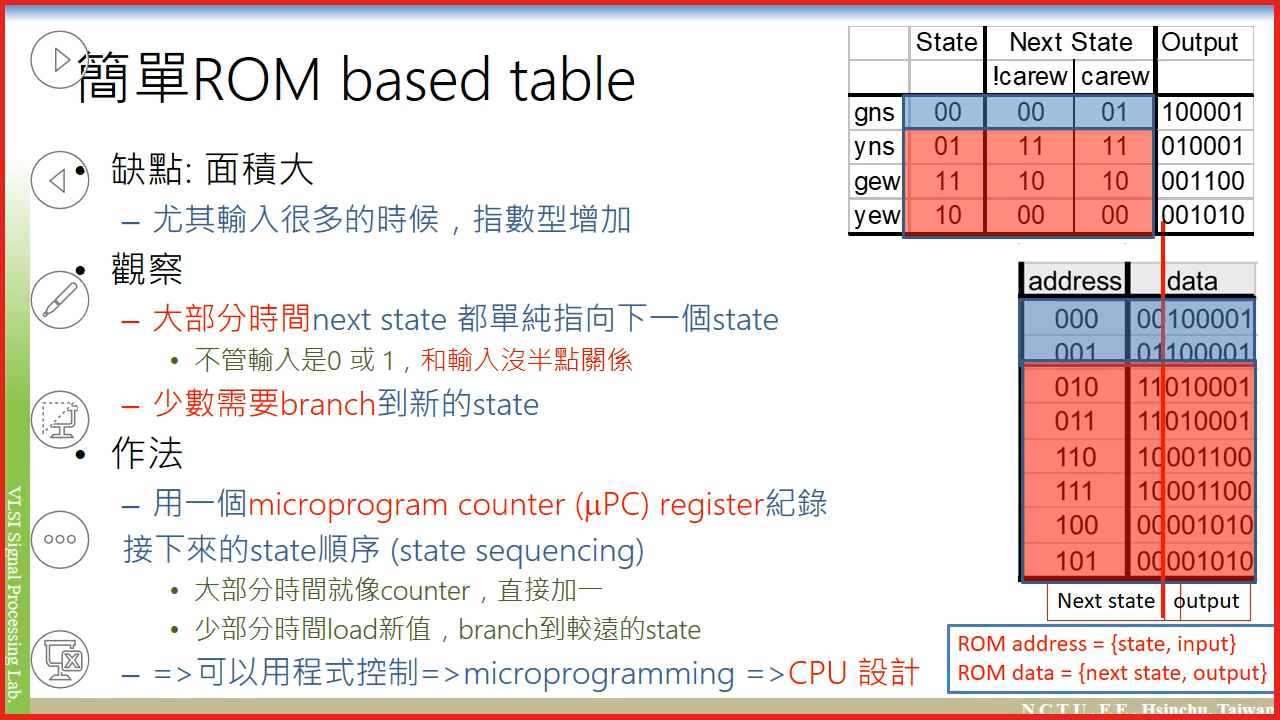 簡單ROM based table
• 缺點: 面積大
– 尤其輸入很多的時候，指數型增加
• 觀察
– 大部分時間next state 都單純指向下一個state
• 不管輸入是0 或 1，和輸入沒半點關係
– 少數需要branch到新的state
• 作法
– 用一個microprogram counter (μPC) register紀錄
接下來的state順序 (state sequencing)
• 大部分時間就像counter，直接加一
• 少部分時間load新值，branch到較遠的state
– =>可以用程式控制=>microprogramming =>CPU 設計
State Next State Output
!carew carew
gns 00 00 01 100001
yns 01 11 11 010001
gew 11 10 10 001100
yew 10 00 00 001010
address data
000 00100001
001 01100001
010 11010001
011 11010001
110 10001100
111 10001100
100 00001010
101 00001010
Next state output
ROM address = {state, input}
ROM data = {next state, output}
VLSI Signal Processing Lab.
N C T U . E E , Hsinchu, Taiwan